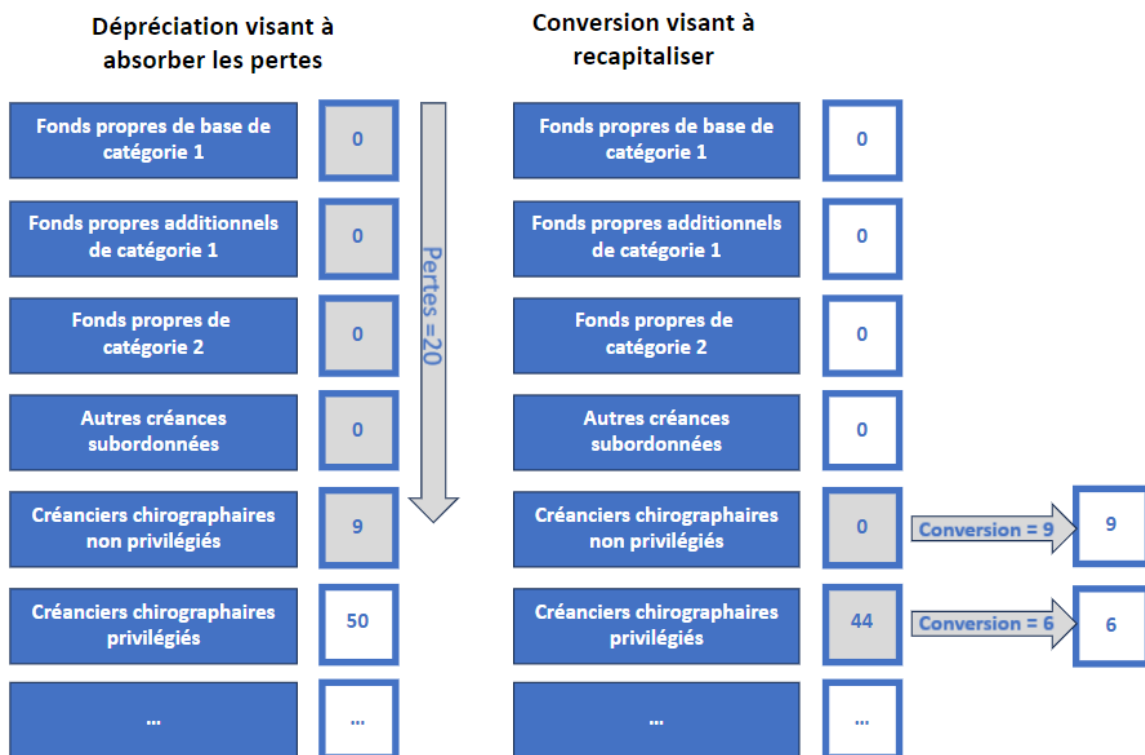 Dépréciation visant à
absorber les pertes
Conversion visant à
recapitaliser
Fonds propres de base de
catégorie 1
0
Fonds propres additionnels
de catégorie 1
0
Fonds propres de
catégorie 2
0
Autres créances
subordonnées
0
Créanciers chirographaires
non privilégiés
9
Créanciers chirographaires
privilégiés
50
...
...
Pertes =20
Fonds propres de base de
catégorie 1
0
Fonds propres additionnels
de catégorie 1
0
Fonds propres de
catégorie 2
0
Autres créances
subordonnées
0
Créanciers chirographaires
non privilégiés
0
Conversion = 9
9
Créanciers chirographaires
privilégiés
44
Conversion = 6
6
...
...